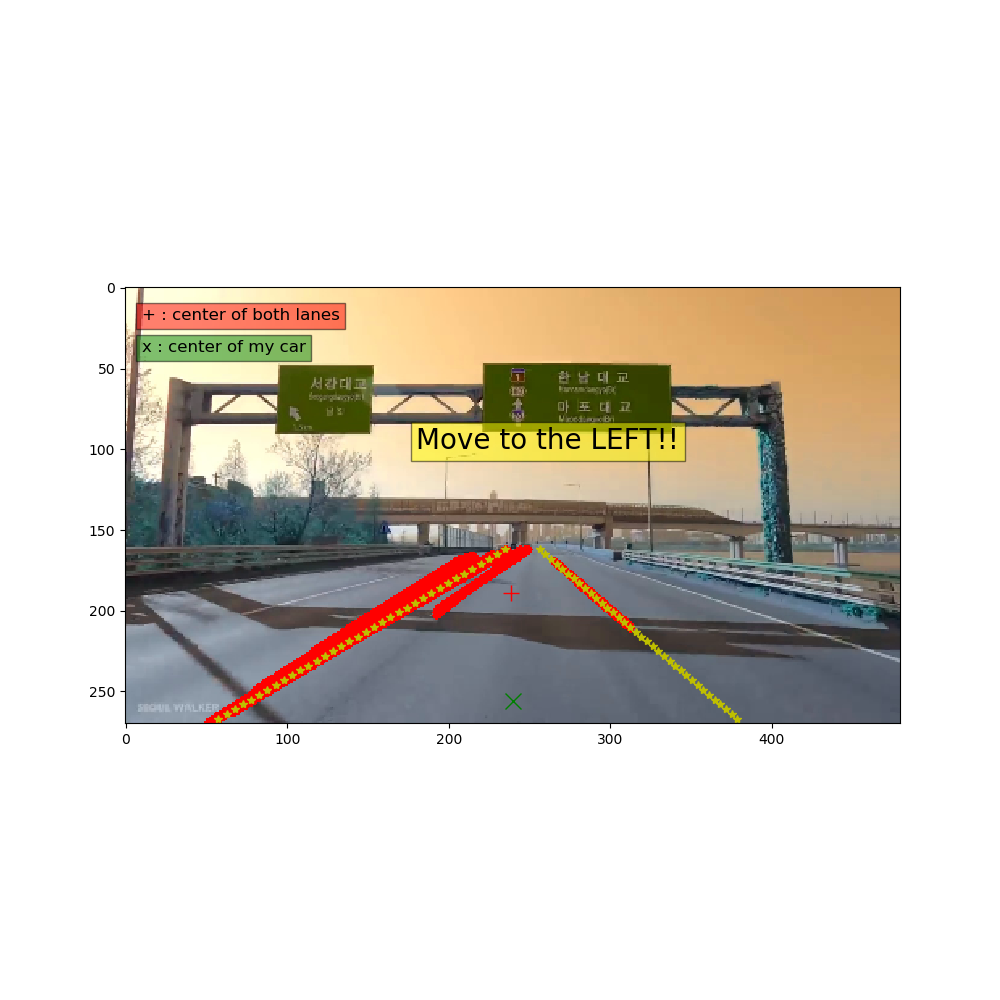 0
+ : center of both lanes
x : center of my car
50
서강대교
1
한 남 대 교
마 포 대 교
Move to the LEFT!!
100
150
200
250
SEOUL WALKER
0
100
200
300
400